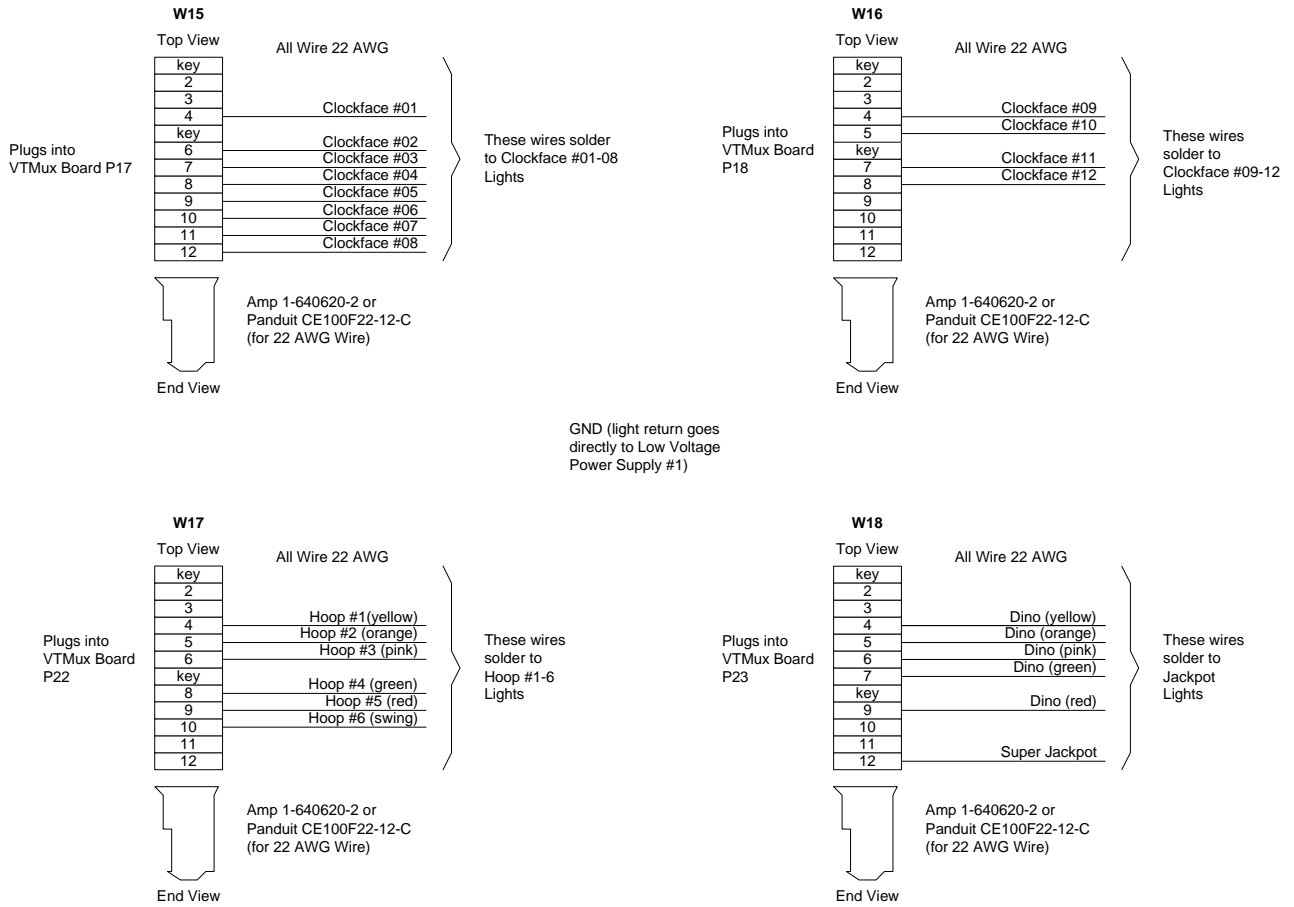 W15
Top View
All Wire 22 AWG
key
2
3
4
key
6
7
8
9
10
11
12
Clockface #01
Clockface #02
Clockface #03
Clockface #04
Clockface #05
Clockface #06
Clockface #07
Clockface #08
Plugs into
VTMux Board P17
These wires solder
to Clockface #01-08
Lights
Amp 1-640620-2 or
Panduit CE100F22-12-C
(for 22 AWG Wire)
End View
W16
Top View
All Wire 22 AWG
key
2
3
4
5
key
7
8
9
10
11
12
Clockface #09
Clockface #10
Clockface #11
Clockface #12
Plugs into
VTMux Board
P18
These wires
solder to
Clockface #09-12
Lights
Amp 1-640620-2 or
Panduit CE100F22-12-C
(for 22 AWG Wire)
End View
GND (light return goes
directly to Low Voltage
Power Supply #1)
W17
Top View
All Wire 22 AWG
key
2
3
4
5
6
key
8
9
10
11
12
Hoop #1(yellow)
Hoop #2 (orange)
Hoop #3 (pink)
Hoop #4 (green)
Hoop #5 (red)
Hoop #6 (swing)
Plugs into
VTMux Board
P22
These wires
solder to
Hoop #1-6
Lights
Amp 1-640620-2 or
Panduit CE100F22-12-C
(for 22 AWG Wire)
End View
W18
Top View
All Wire 22 AWG
key
2
3
4
5
6
7
key
9
10
11
12
Dino (yellow)
Dino (orange)
Dino (pink)
Dino (green)
Dino (red)
Super Jackpot
Plugs into
VTMux Board
P23
These wires
solder to
Jackpot
Lights
Amp 1-640620-2 or
Panduit CE100F22-12-C
(for 22 AWG Wire)
End View